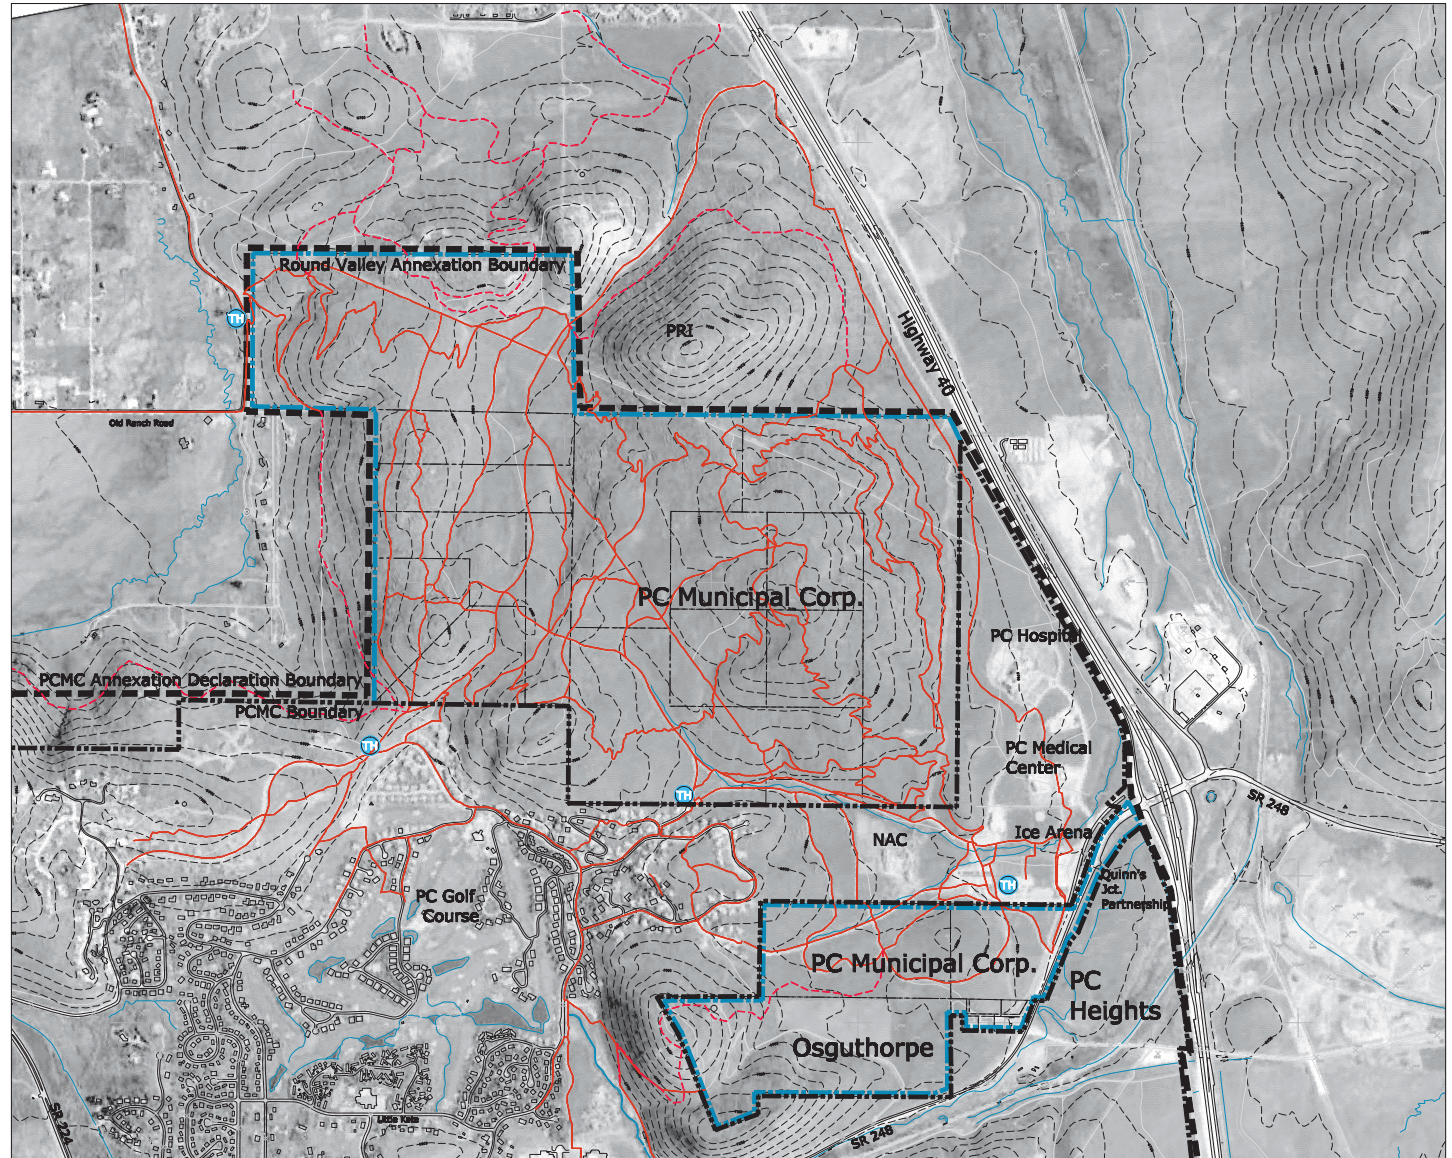 Round Valley Annexation Boundary
TH
PRI
Highway 40
Old Ranch Road
PC Municipal Corp.
PC Hospital
PCMC Annexation Declaration Boundary
PCMC Boundary
TH
PC Medical
Center
TH
SR 248
Ice Arena
NAC
Quinn's
Jct.
Partnership
TH
PC Golf
Course
PC Municipal Corp.
PC
Heights
Osguthorpe
SR 224
Little Kate
SR 248